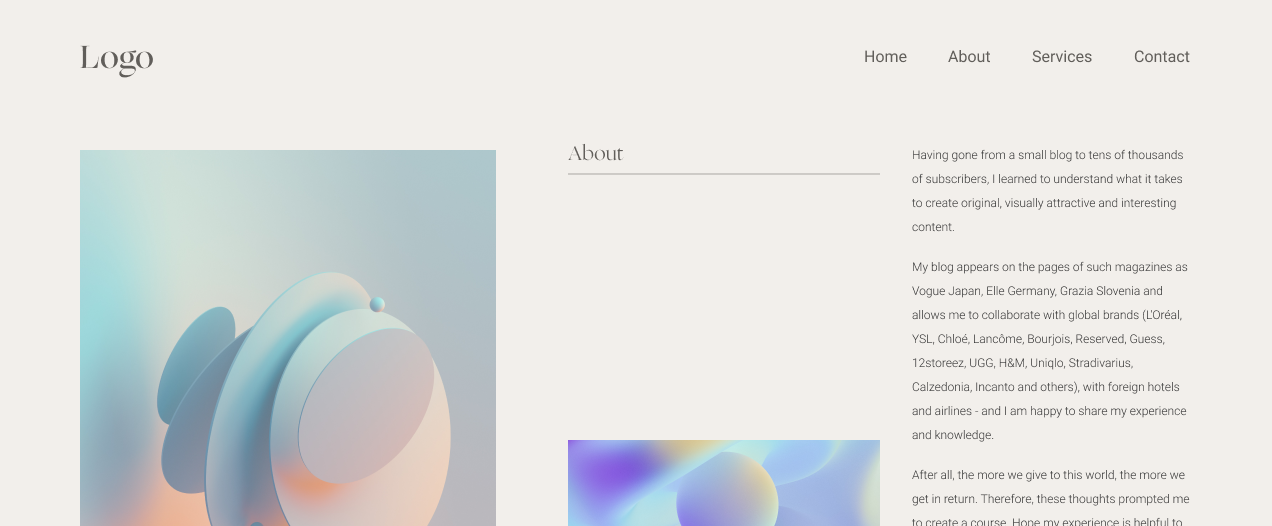 Logo
Home About Services Contact
About
Having gone from a small blog to tens of thousands
of subscribers, I learned to understand what it takes
to create original, visually attractive and interesting
content.
My blog appears on the pages of such magazines as
Vogue Japan, Elle Germany, Grazia Slovenia and
allows me to collaborate with global brands (L'Oréal,
YSL, Chloé, Lancôme, Bourjois, Reserved, Guess,
12storeez, UGG, H&M, Uniqlo, Stradivarius,
Calzedonia, Incanto and others), with foreign hotels
and airlines - and I am happy to share my experience
and knowledge.
After all, the more we give to this world, the more we
get in return. Therefore, these thoughts prompted me
to create a course. Hope my experience is helpful to